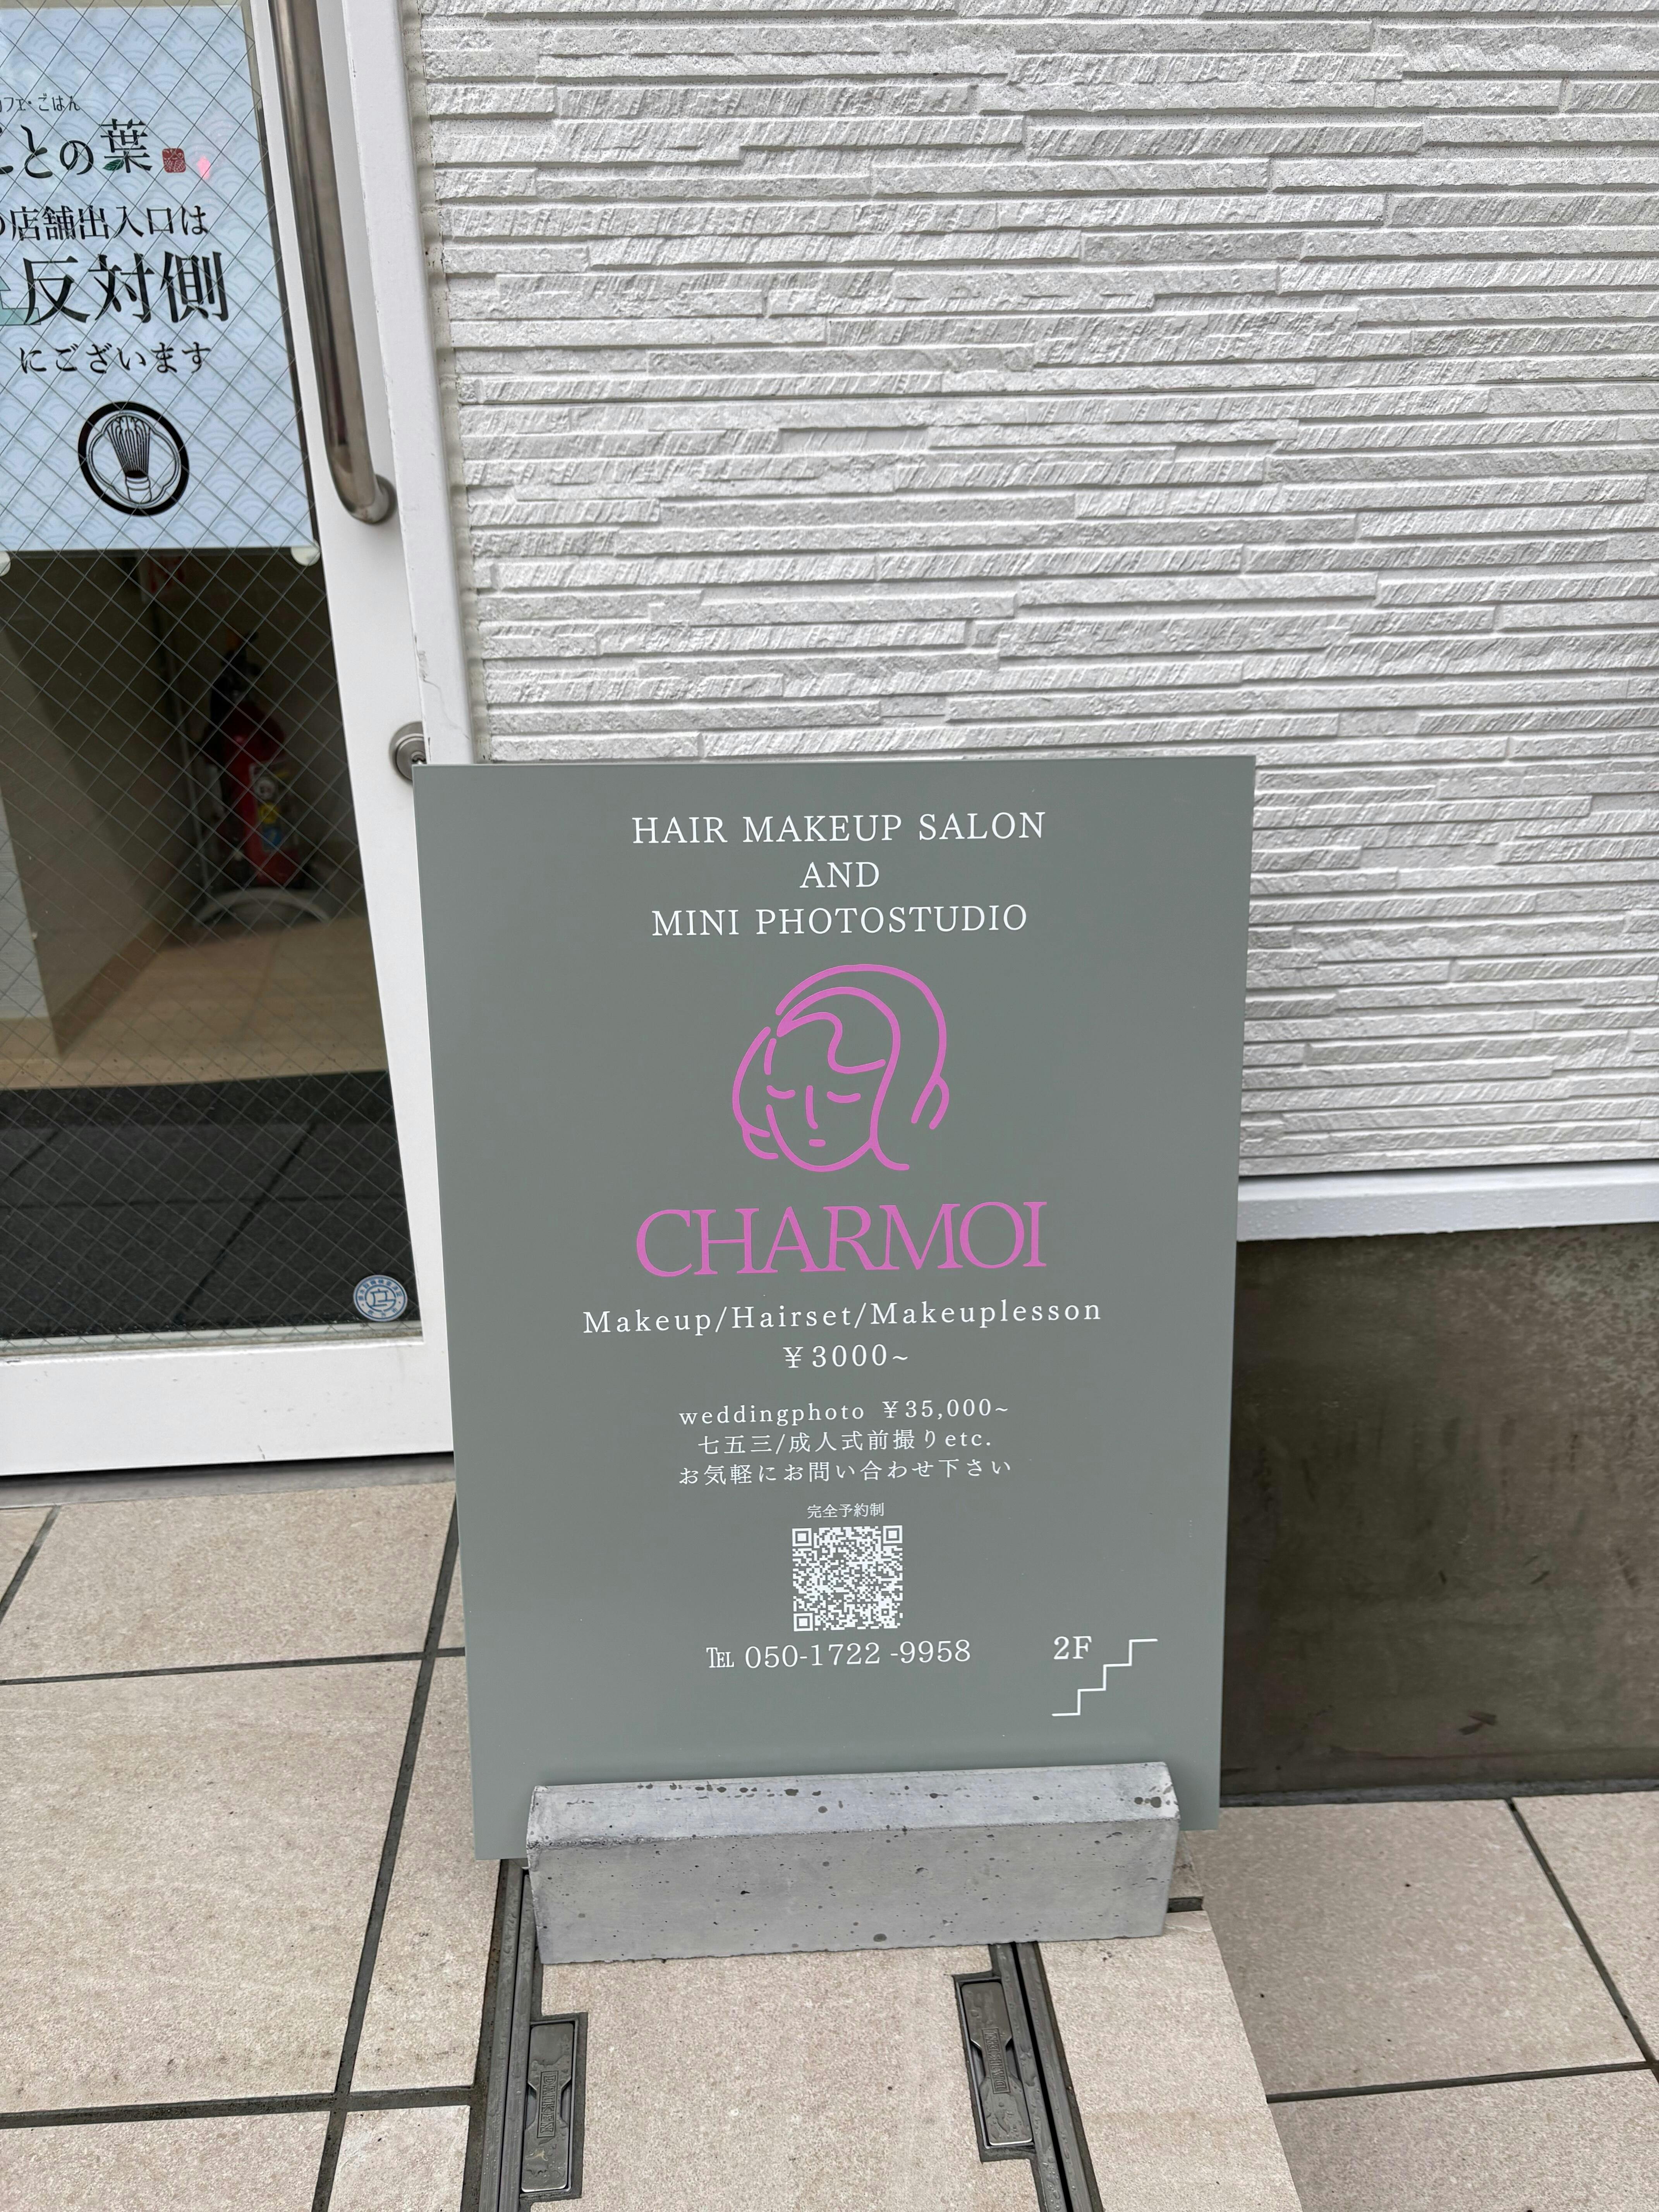 ごはん
との葉
店舗出入口は
反対側
にございます
HAIR MAKEUP SALON
AND
MINI PHOTOSTUDIO
CHARMOI
Makeup/Hairset/Makeuplesson
¥3000~
weddingphoto ¥35,000~
七五三/成人式前撮りetc.
お気軽にお問い合わせ下さい
完全予約制
TEL 050-1722 -9958
2F